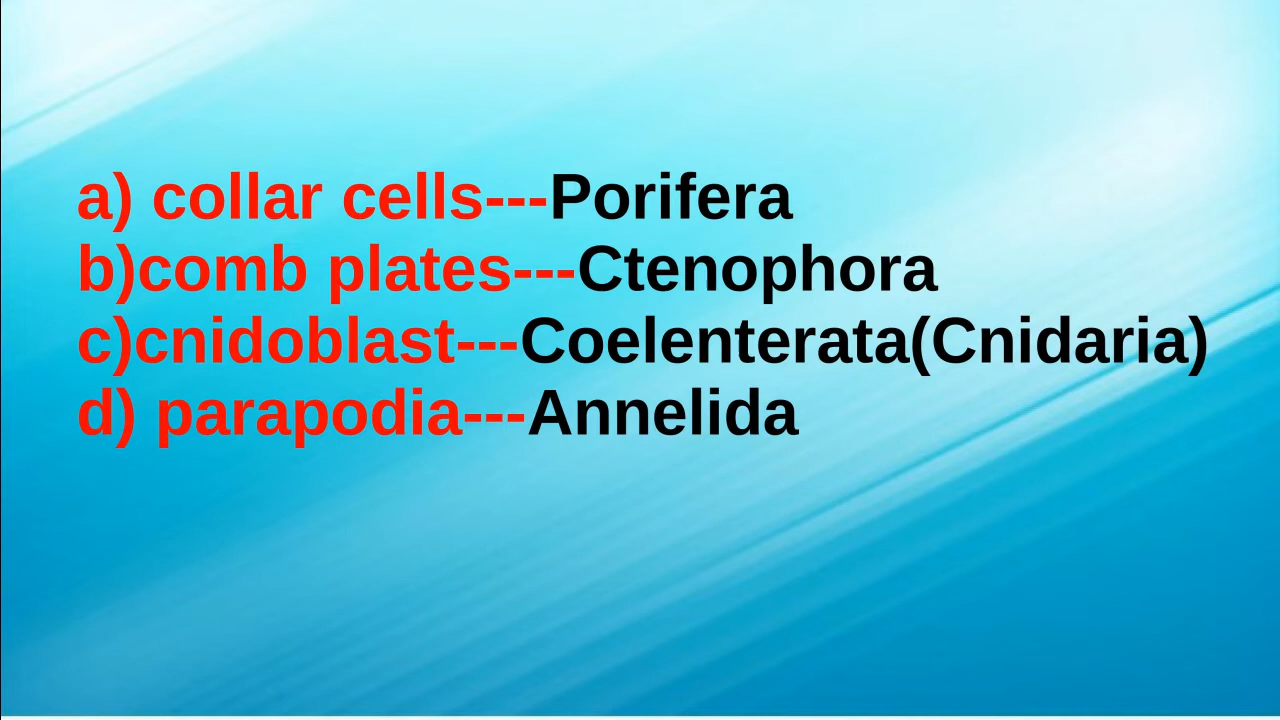 a) collar cells---Porifera
b)comb plates---Ctenophora
c)cnidoblast---Coelenterata(Cnidaria)
d) parapodia---Annelida